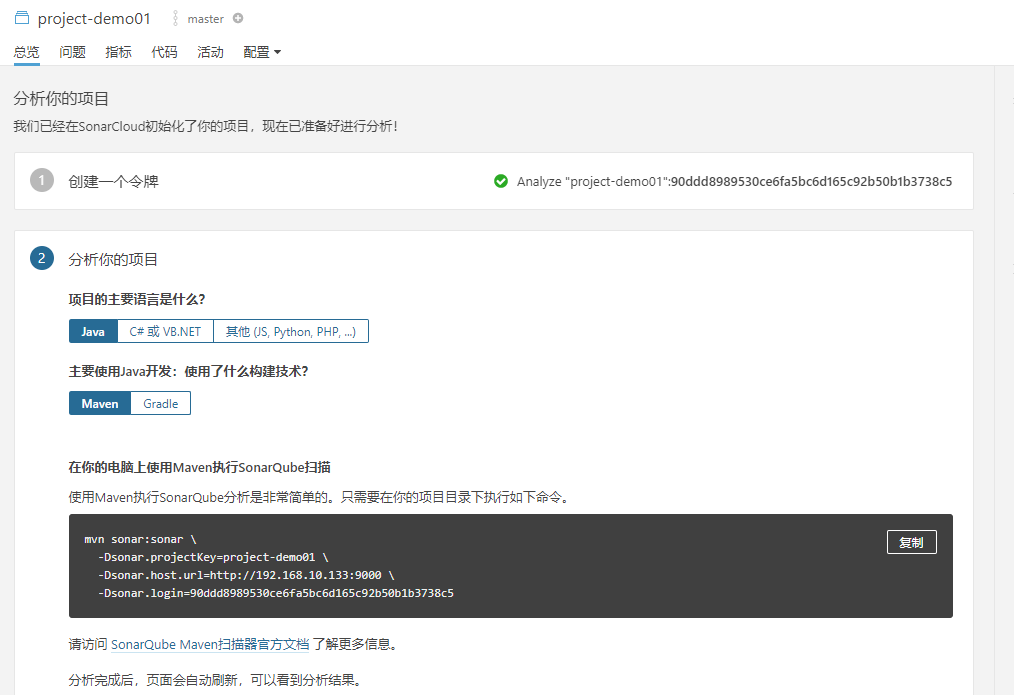 project-demo01 master
总览 问题 指标 代码 活动 配置
分析你的项目
我们已经在SonarCloud初始化了你的项目，现在已准备好进行分析！
1 创建一个令牌 Analyze "project-demo01":90ddd8989530ce6fa5bc6d165c92b50b1b3738c5
2 分析你的项目
项目的主要语言是什么？
Java C# 或 VB.NET 其他 (JS, Python, PHP, ...)
主要使用Java开发：使用了什么构建技术？
Maven Gradle
在你的电脑上使用Maven执行SonarQube扫描
使用Maven执行SonarQube分析是非常简单的。只需要在你的项目目录下执行如下命令。
复制
mvn sonar:sonar \
-Dsonar.projectKey=project-demo01 \
-Dsonar.host.url=http://192.168.10.133:9000 \
-Dsonar.login=90ddd8989530ce6fa5bc6d165c92b50b1b3738c5
请访问 SonarQube Maven扫描器官方文档 了解更多信息。
分析完成后，页面会自动刷新，可以看到分析结果。